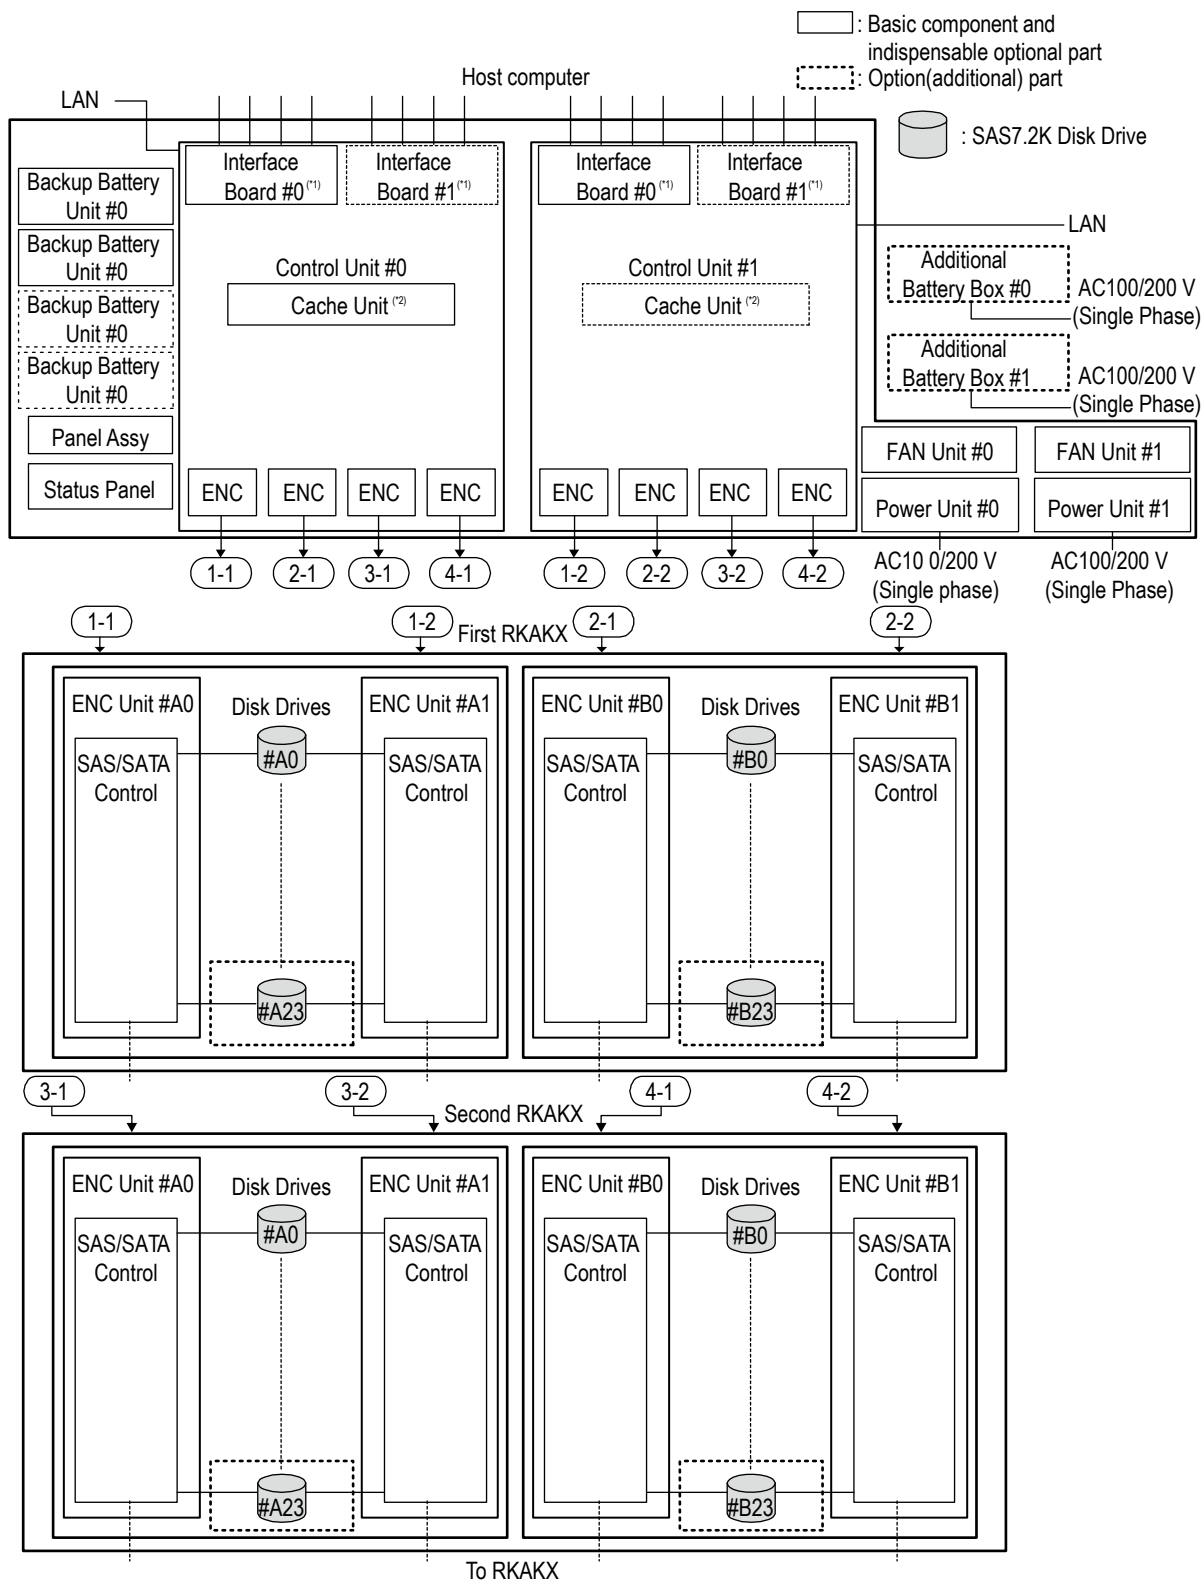 : Basic component and
indispensable optional part
: Option(additional) part
: SAS7.2K Disk Drive
Host computer
LAN
Interface
Board #0(*1)
Interface
Board #1(*1)
Interface
Board #0(*1)
Interface
Board #1(*1)
Backup Battery
Unit #0
Backup Battery
Unit #0
Backup Battery
Unit #0
Backup Battery
Unit #0
Panel Assy
Status Panel
Control Unit #0
Cache Unit (*2)
Control Unit #1
Cache Unit (*2)
LAN
Additional
Battery Box #0
AC100/200 V
(Single Phase)
Additional
Battery Box #1
AC100/200 V
(Single Phase)
FAN Unit #0
FAN Unit #1
Power Unit #0
Power Unit #1
ENC
ENC
ENC
ENC
ENC
ENC
ENC
ENC
1-1
2-1
3-1
4-1
1-2
2-2
3-2
4-2
AC10 0/200 V
(Single phase)
AC100/200 V
(Single Phase)
1-1
1-2
First RKAKX
2-1
2-2
ENC Unit #A0
Disk Drives
ENC Unit #A1
ENC Unit #B0
Disk Drives
ENC Unit #B1
SAS/SATA
Control
#A0
SAS/SATA
Control
SAS/SATA
Control
#B0
SAS/SATA
Control
#A23
#B23
3-1
3-2
Second RKAKX
4-1
4-2
ENC Unit #A0
Disk Drives
ENC Unit #A1
ENC Unit #B0
Disk Drives
ENC Unit #B1
SAS/SATA
Control
#A0
SAS/SATA
Control
SAS/SATA
Control
#B0
SAS/SATA
Control
#A23
#B23
To RKAKX